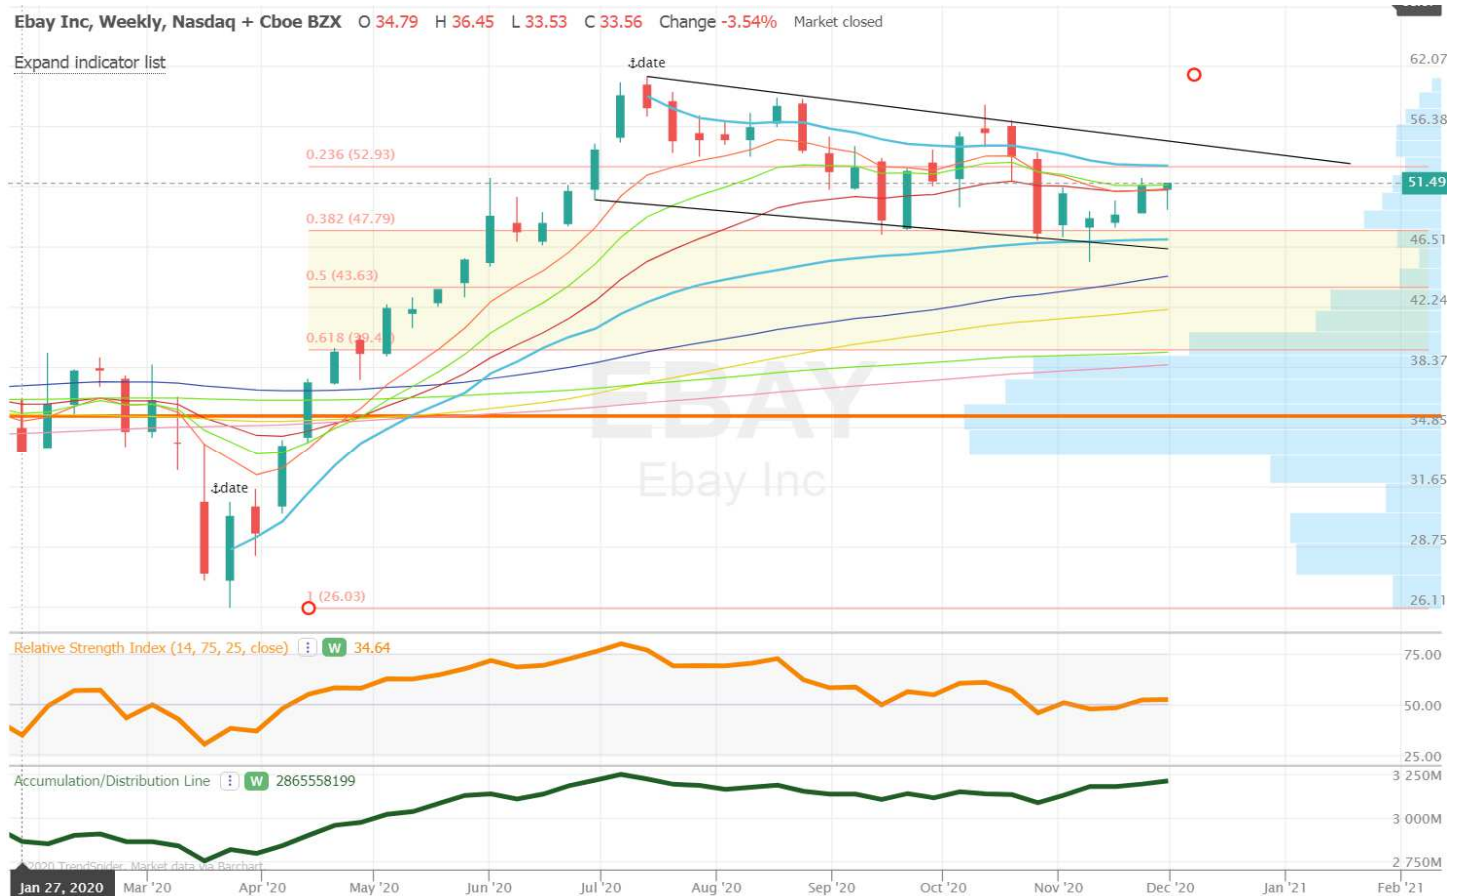 Ebay Inc, Weekly, Nasdaq + Cboe BZX O 34.79 H 36.45 L 33.53 C 33.56 Change -3.54% Market closed
Expand indicator list
⚓date
62.07
56.38
0.236 (52.93)
51.49
0.382 (47.79)
46.51
0.5 (43.63)
42.24
0.618
38.37
EBAY
34.85
Ebay Inc
⚓date
31.65
28.75
1 (26.03)
26.11
Relative Strength Index (14, 75, 25, close) W 34.64
75.00
50.00
25.00
Accumulation/Distribution Line W 2865558199
3 250M
3 000M
2 750M
2020 TrendSpider. Market data via Barchart
Jan 27, 2020 Mar '20 Apr '20 May '20 Jun '20 Jul '20 Aug '20 Sep '20 Oct '20 Nov '20 Dec '20 Jan '21 Feb '21